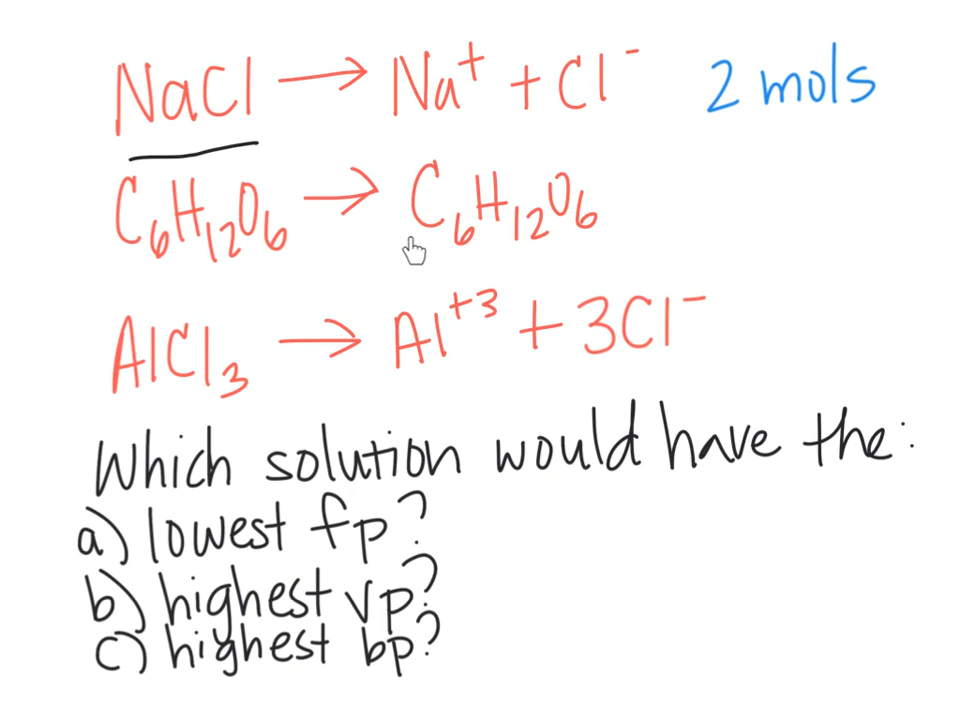 NaCl → Na⁺ + Cl⁻ 2 mols
C₆H₁₂O₆ → C₆H₁₂O₆
AlCl₃ → Al⁺³ + 3Cl⁻
Which solution would have the:
a) lowest fp?
b) highest vp?
c) highest bp?